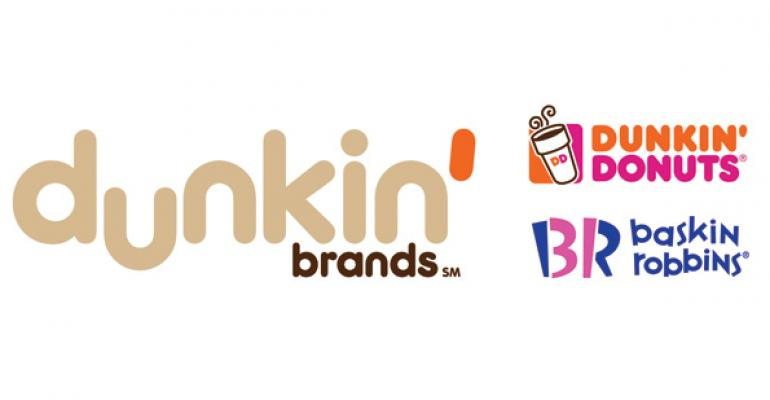 dunkin'
brands SM
DD
DUNKIN'
DONUTS®
BR
baskin
robbins®